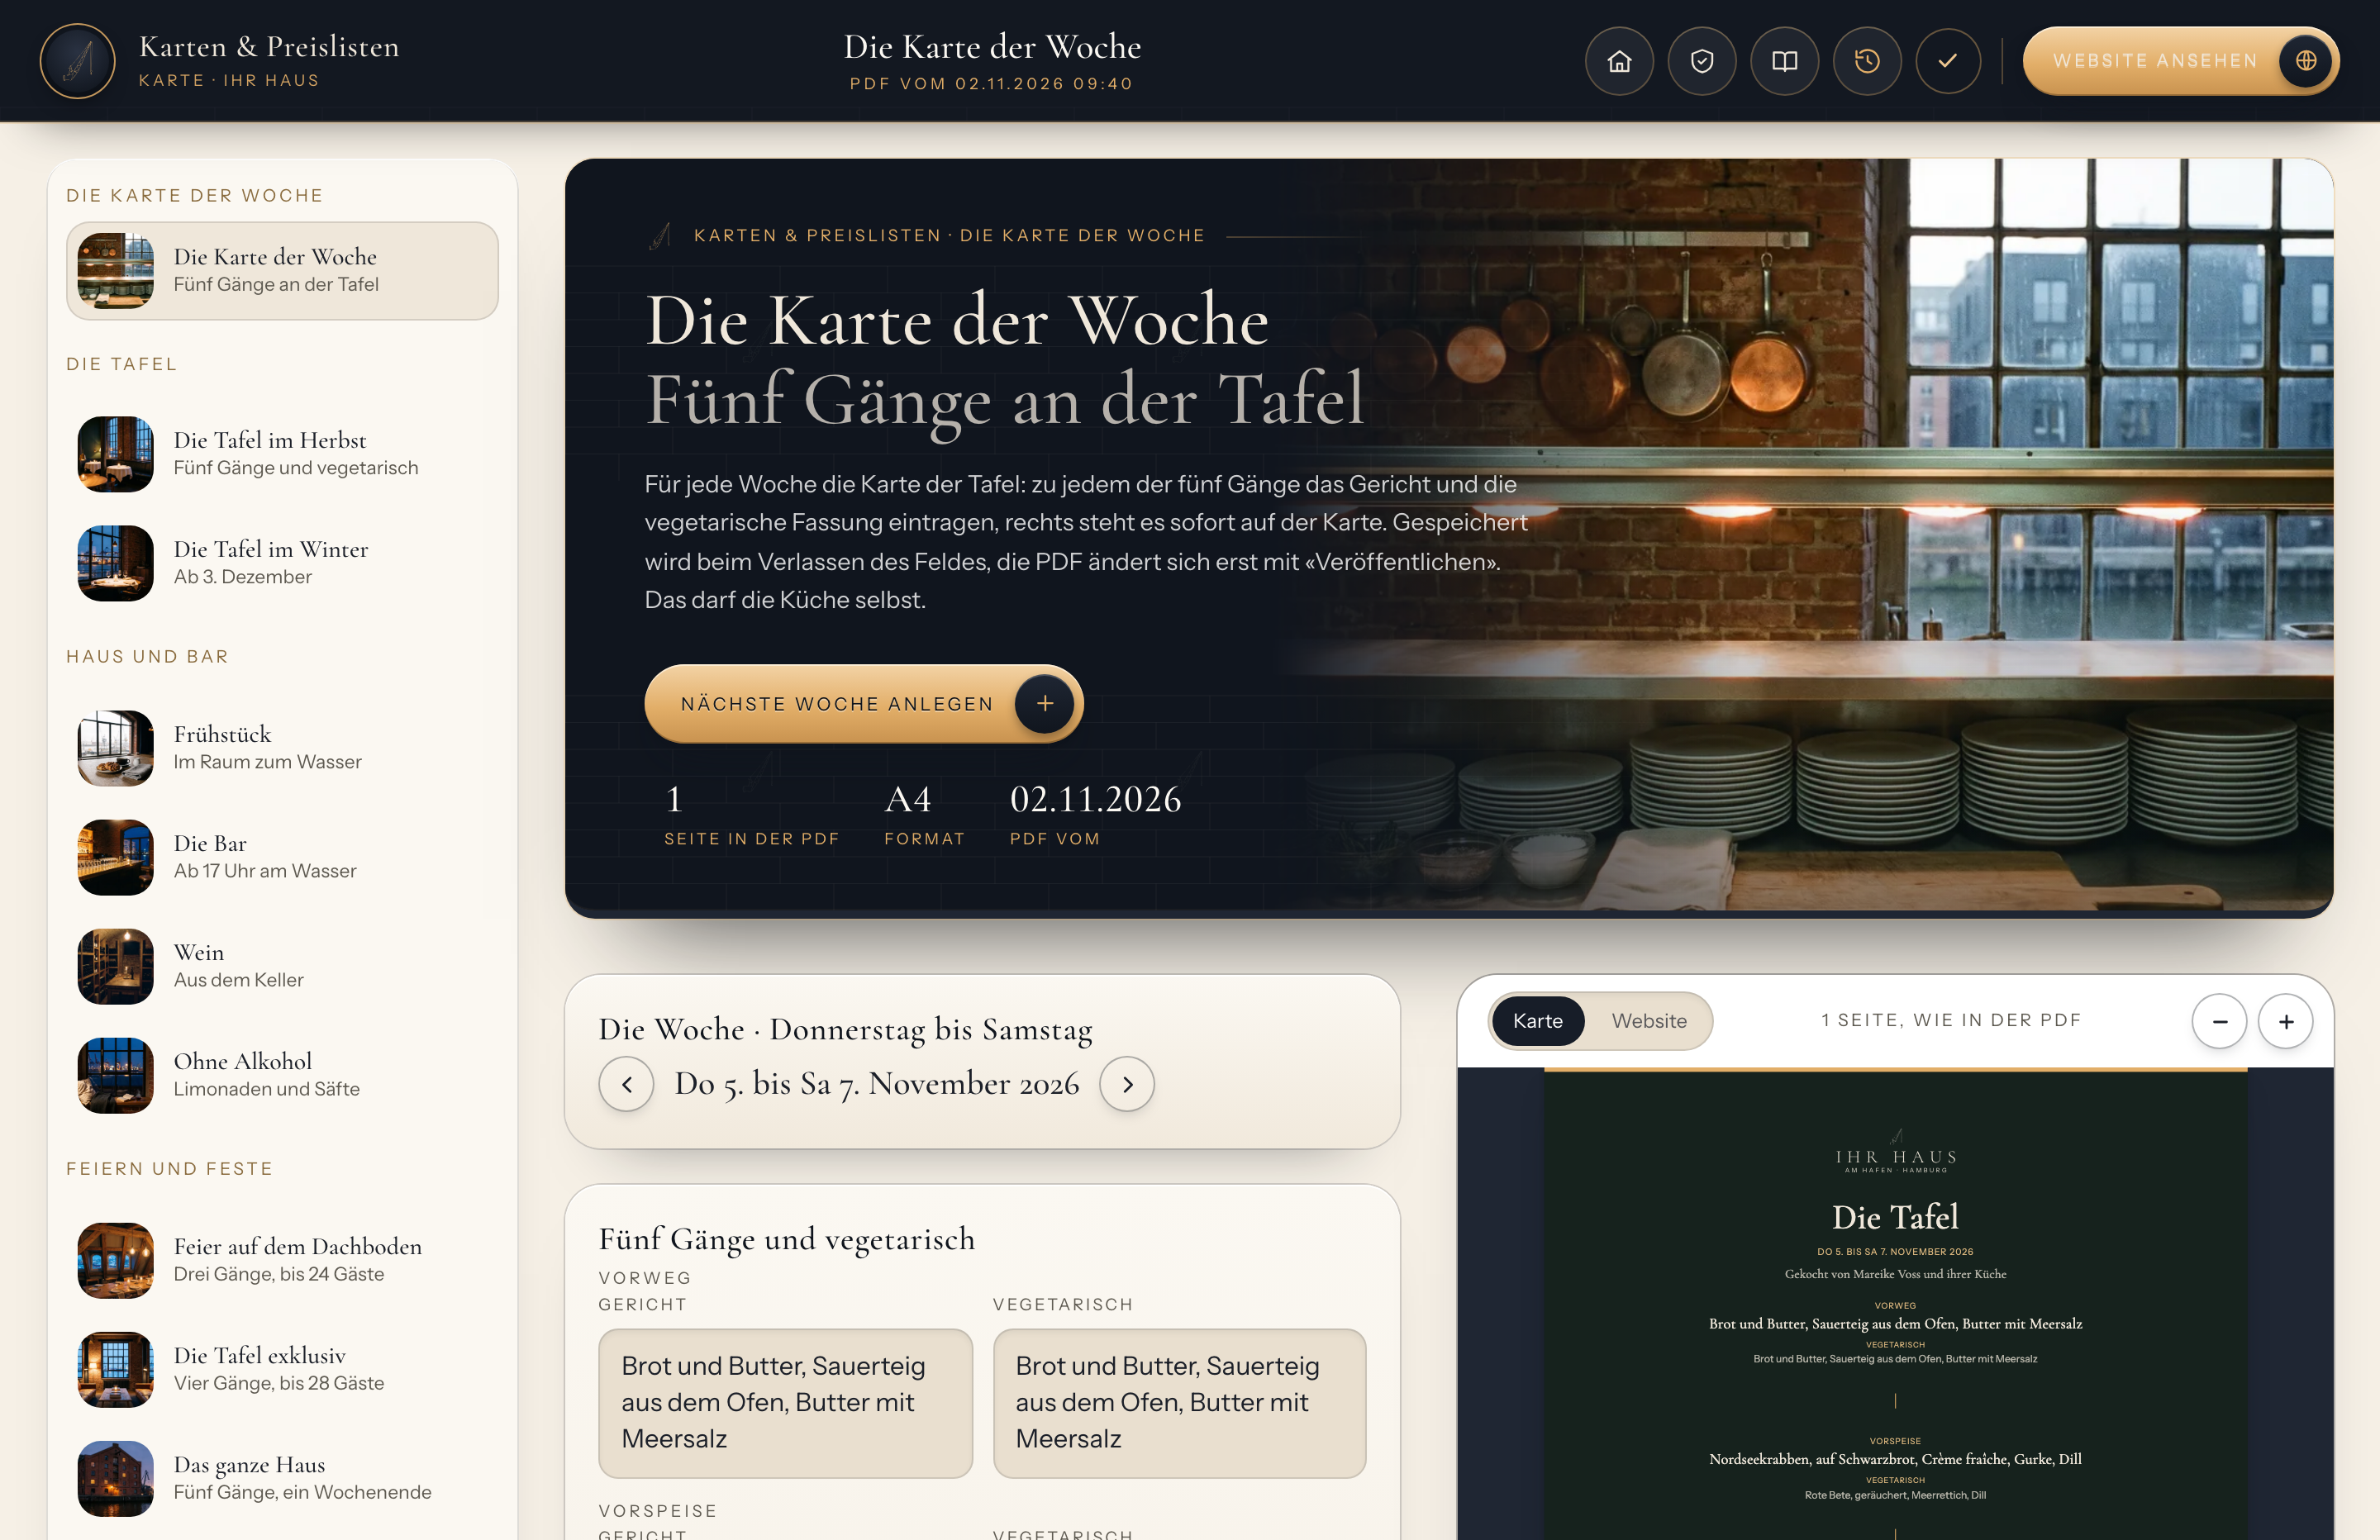 Karten & Preislisten
KARTE · IHR HAUS
Die Karte der Woche
PDF VOM 02.11.2026 09:40
WEBSITE ANSEHEN
DIE KARTE DER WOCHE
Die Karte der Woche
Fünf Gänge an der Tafel
DIE TAFEL
Die Tafel im Herbst
Fünf Gänge und vegetarisch
Die Tafel im Winter
Ab 3. Dezember
HAUS UND BAR
Frühstück
Im Raum zum Wasser
Die Bar
Ab 17 Uhr am Wasser
Wein
Aus dem Keller
Ohne Alkohol
Limonaden und Säfte
FEIERN UND FESTE
Feier auf dem Dachboden
Drei Gänge, bis 24 Gäste
Die Tafel exklusiv
Vier Gänge, bis 28 Gäste
Das ganze Haus
Fünf Gänge, ein Wochenende
KARTEN & PREISLISTEN · DIE KARTE DER WOCHE
Die Karte der Woche
Fünf Gänge an der Tafel
Für jede Woche die Karte der Tafel: zu jedem der fünf Gänge das Gericht und die
vegetarische Fassung eintragen, rechts steht es sofort auf der Karte. Gespeichert
wird beim Verlassen des Feldes, die PDF ändert sich erst mit «Veröffentlichen».
Das darf die Küche selbst.
NÄCHSTE WOCHE ANLEGEN
1
SEITE IN DER PDF
A4
FORMAT
02.11.2026
PDF VOM
Die Woche · Donnerstag bis Samstag
Do 5. bis Sa 7. November 2026
Fünf Gänge und vegetarisch
VORWEG
GERICHT
VEGETARISCH
Brot und Butter, Sauerteig
aus dem Ofen, Butter mit
Meersalz
Brot und Butter, Sauerteig
aus dem Ofen, Butter mit
Meersalz
VORSPEISE
GERICHT
VEGETARISCH
Karte
Website
1 SEITE, WIE IN DER PDF
IHR HAUS
AM HAFEN · HAMBURG
Die Tafel
DO 5. BIS SA 7. NOVEMBER 2026
Gekocht von Mareike Voss und ihrer Küche
VORWEG
Brot und Butter, Sauerteig aus dem Ofen, Butter mit Meersalz
VEGETARISCH
Brot und Butter, Sauerteig aus dem Ofen, Butter mit Meersalz
VORSPEISE
Nordseekrabben, auf Schwarzbrot, Crème fraîche, Gurke, Dill
VEGETARISCH
Rote Bete, geräuchert, Meerrettich, Dill